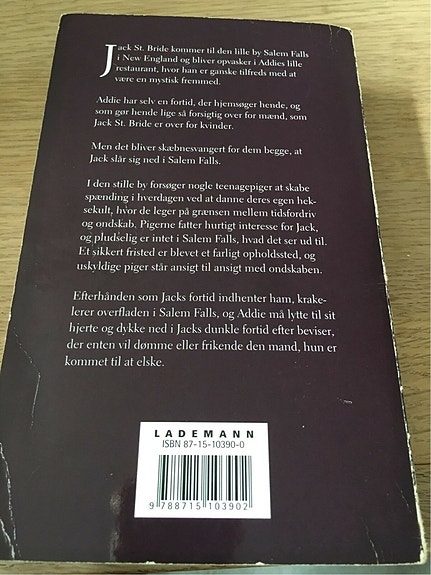 Jack St. Bride kommer til den lille by Salem Falls
i New England og bliver opvasker i Addies lille
restaurant, hvor han er ganske tilfreds med at
være en mystisk fremmed.
Addie har selv en fortid, der hjemsøger hende, og
som gør hende lige så forsigtig over for mænd, som
Jack St. Bride er over for kvinder.
Men det bliver skæbnesvangert for dem begge, at
Jack slår sig ned i Salem Falls.
I den stille by forsøger nogle teenagepiger at skabe
spænding i hverdagen ved at danne deres egen hek-
sekult, hvor de leger på grænsen mellem tidsfordriv
og ondskab. Pigerne fatter hurtigt interesse for Jack,
og pludselig er intet i Salem Falls, hvad det ser ud til.
Et sikkert fristed er blevet et farligt opholdssted, og
uskyldige piger står ansigt til ansigt med ondskaben.
Efterhånden som Jacks fortid indhenter ham, krake-
lerer overfladen i Salem Falls, og Addie må lytte til sit
hjerte og dykke ned i Jacks dunkle fortid efter beviser,
der enten vil dømme eller frikende den mand, hun er
kommet til at elske.
LADEMANN
ISBN 87-15-10390-0
9 788715 103902